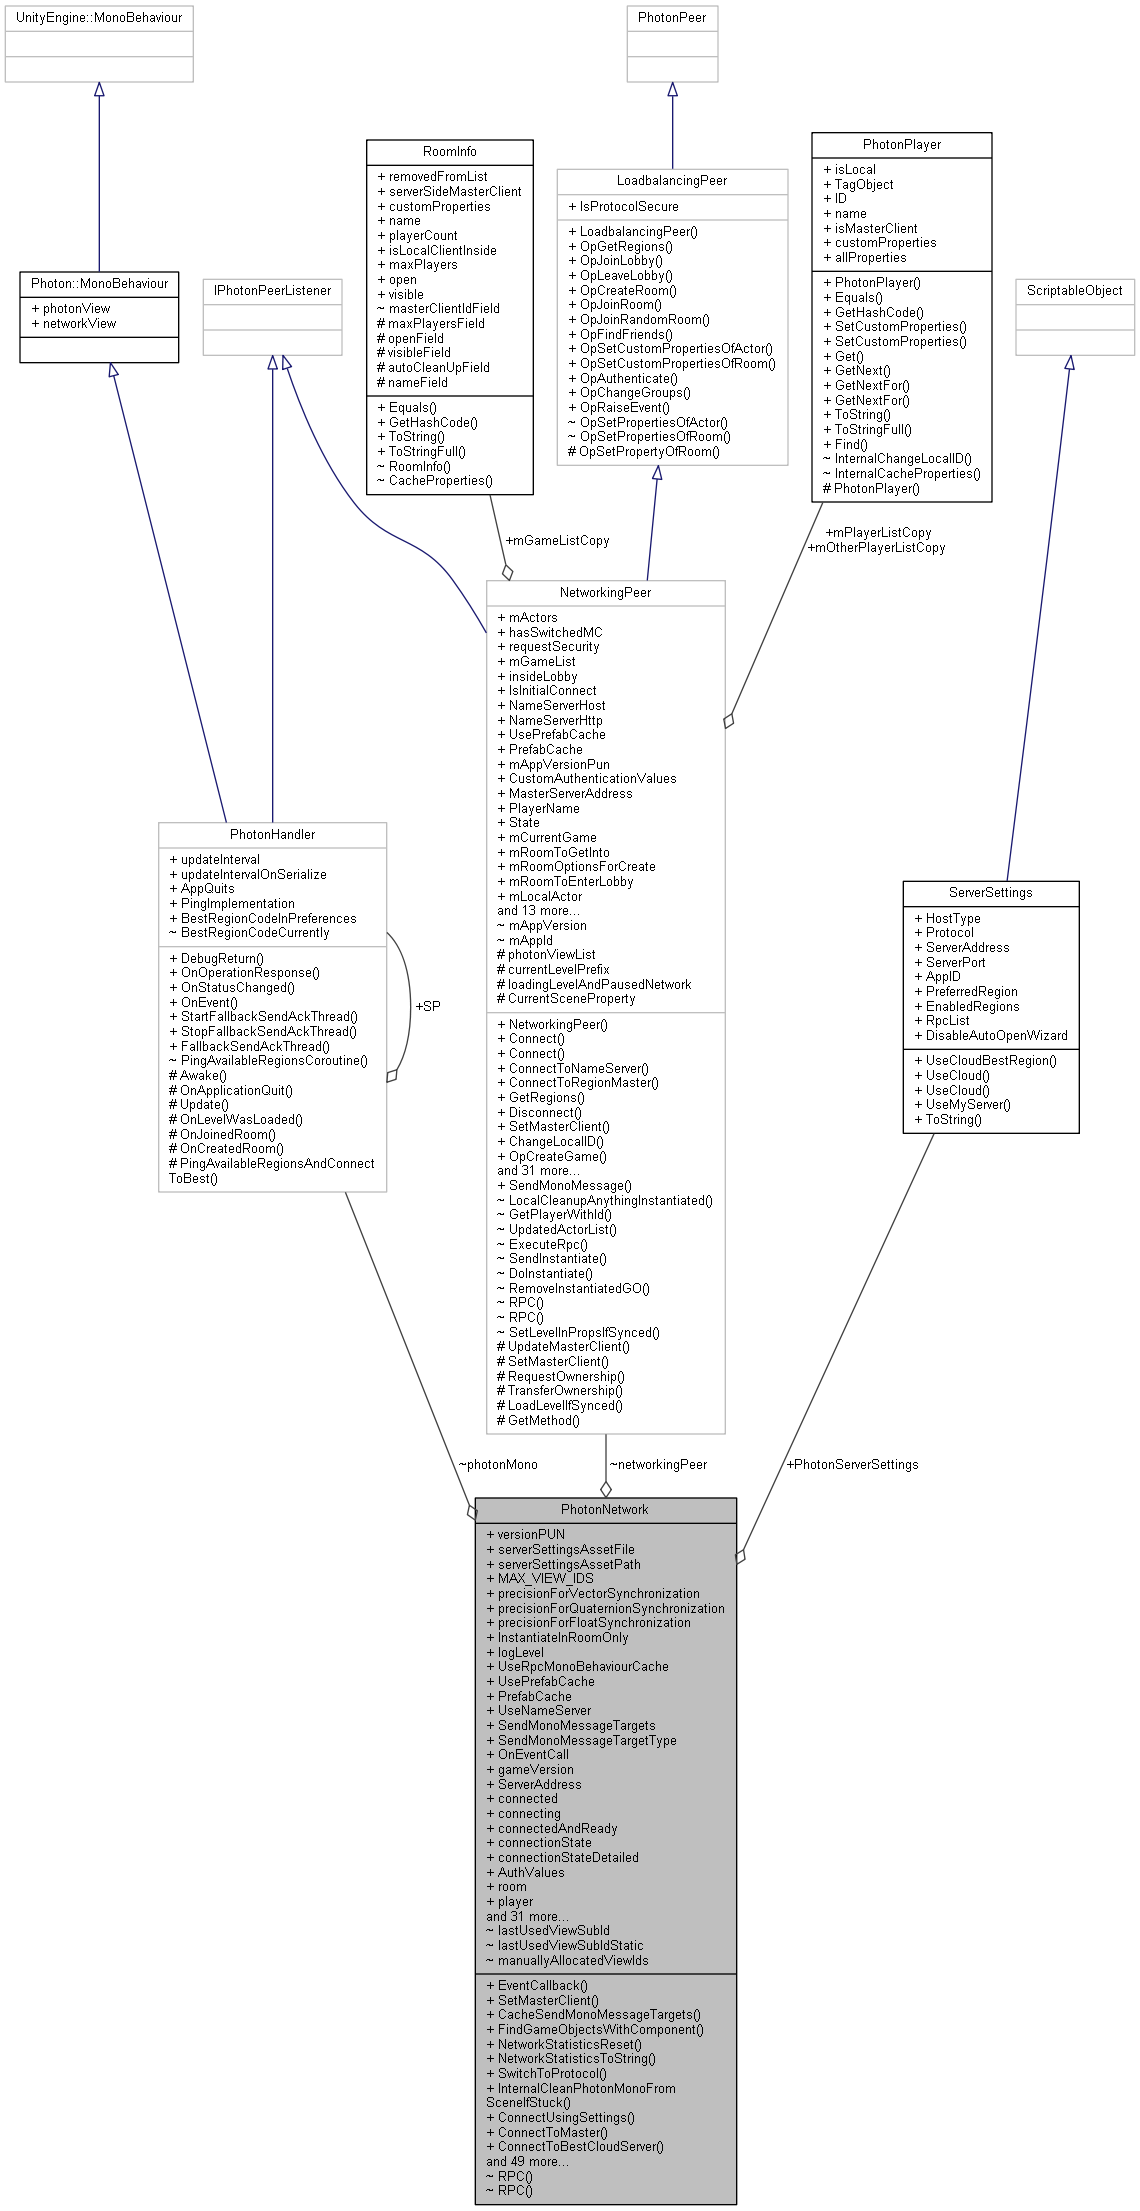 UnityEngine::MonoBehaviour
PhotonPeer
RoomInfo
+ removedFromList
+ serverSideMasterClient
+ customProperties
+ name
+ playerCount
+ isLocalClientInside
+ maxPlayers
+ open
+ visible
~ masterClientIdField
# maxPlayersField
# openField
# visibleField
# autoCleanUpField
# nameField
+ Equals()
+ GetHashCode()
+ ToString()
+ ToStringFull()
~ RoomInfo()
~ CacheProperties()
LoadbalancingPeer
+ IsProtocolSecure
+ LoadbalancingPeer()
+ OpGetRegions()
+ OpJoinLobby()
+ OpLeaveLobby()
+ OpCreateRoom()
+ OpJoinRoom()
+ OpJoinRandomRoom()
+ OpFindFriends()
+ OpSetCustomPropertiesOfActor()
+ OpSetCustomPropertiesOfRoom()
+ OpAuthenticate()
+ OpChangeGroups()
+ OpRaiseEvent()
~ OpSetPropertiesOfActor()
~ OpSetPropertiesOfRoom()
# OpSetPropertyOfRoom()
PhotonPlayer
+ isLocal
+ TagObject
+ ID
+ name
+ isMasterClient
+ customProperties
+ allProperties
+ PhotonPlayer()
+ Equals()
+ GetHashCode()
+ SetCustomProperties()
+ SetCustomProperties()
+ Get()
+ GetNext()
+ GetNextFor()
+ GetNextFor()
+ ToString()
+ ToStringFull()
+ Find()
~ InternalChangeLocalID()
~ InternalCacheProperties()
# PhotonPlayer()
Photon::MonoBehaviour
+ photonView
+ networkView
IPhotonPeerListener
ScriptableObject
+mGameListCopy
+mPlayerListCopy
+mOtherPlayerListCopy
NetworkingPeer
+ mActors
+ hasSwitchedMC
+ requestSecurity
+ mGameList
+ insideLobby
+ IsInitialConnect
+ NameServerHost
+ NameServerHttp
+ UsePrefabCache
+ PrefabCache
+ mAppVersionPun
+ CustomAuthenticationValues
+ MasterServerAddress
+ PlayerName
+ State
+ mCurrentGame
+ mRoomToGetInto
+ mRoomOptionsForCreate
+ mRoomToEnterLobby
+ mLocalActor
and 13 more...
~ mAppVersion
~ mAppId
# photonViewList
# currentLevelPrefix
# loadingLevelAndPausedNetwork
# CurrentSceneProperty
+ NetworkingPeer()
+ Connect()
+ Connect()
+ ConnectToNameServer()
+ ConnectToRegionMaster()
+ GetRegions()
+ Disconnect()
+ SetMasterClient()
+ ChangeLocalID()
+ OpCreateGame()
and 31 more...
+ SendMonoMessage()
~ LocalCleanupAnythingInstantiated()
~ GetPlayerWithId()
~ UpdatedActorList()
~ ExecuteRpc()
~ SendInstantiate()
~ DoInstantiate()
~ RemoveInstantiatedGO()
~ RPC()
~ RPC()
~ SetLevelInPropsIfSynced()
# UpdateMasterClient()
# SetMasterClient()
# RequestOwnership()
# TransferOwnership()
# LoadLevelIfSynced()
# GetMethod()
PhotonHandler
+ updateInterval
+ updateIntervalOnSerialize
+ AppQuits
+ PingImplementation
+ BestRegionCodeInPreferences
~ BestRegionCodeCurrently
+ DebugReturn()
+ OnOperationResponse()
+ OnStatusChanged()
+ OnEvent()
+ StartFallbackSendAckThread()
+ StopFallbackSendAckThread()
+ FallbackSendAckThread()
~ PingAvailableRegionsCoroutine()
# Awake()
# OnApplicationQuit()
# Update()
# OnLevelWasLoaded()
# OnJoinedRoom()
# OnCreatedRoom()
# PingAvailableRegionsAndConnect
ToBest()
+SP
ServerSettings
+ HostType
+ Protocol
+ ServerAddress
+ ServerPort
+ AppID
+ PreferredRegion
+ EnabledRegions
+ RpcList
+ DisableAutoOpenWizard
+ UseCloudBestRegion()
+ UseCloud()
+ UseCloud()
+ UseMyServer()
+ ToString()
~photonMono
~networkingPeer
+PhotonServerSettings
PhotonNetwork
+ versionPUN
+ serverSettingsAssetFile
+ serverSettingsAssetPath
+ MAX_VIEW_IDS
+ precisionForVectorSynchronization
+ precisionForQuaternionSynchronization
+ precisionForFloatSynchronization
+ InstantiateInRoomOnly
+ logLevel
+ UseRpcMonoBehaviourCache
+ UsePrefabCache
+ PrefabCache
+ UseNameServer
+ SendMonoMessageTargets
+ SendMonoMessageTargetType
+ OnEventCall
+ gameVersion
+ ServerAddress
+ connected
+ connecting
+ connectedAndReady
+ connectionState
+ connectionStateDetailed
+ AuthValues
+ room
+ player
and 31 more...
~ lastUsedViewSubId
~ lastUsedViewSubIdStatic
~ manuallyAllocatedViewIds
+ EventCallback()
+ SetMasterClient()
+ CacheSendMonoMessageTargets()
+ FindGameObjectsWithComponent()
+ NetworkStatisticsReset()
+ NetworkStatisticsToString()
+ SwitchToProtocol()
+ InternalCleanPhotonMonoFrom
SceneIfStuck()
+ ConnectUsingSettings()
+ ConnectToMaster()
+ ConnectToBestCloudServer()
and 49 more...
~ RPC()
~ RPC()